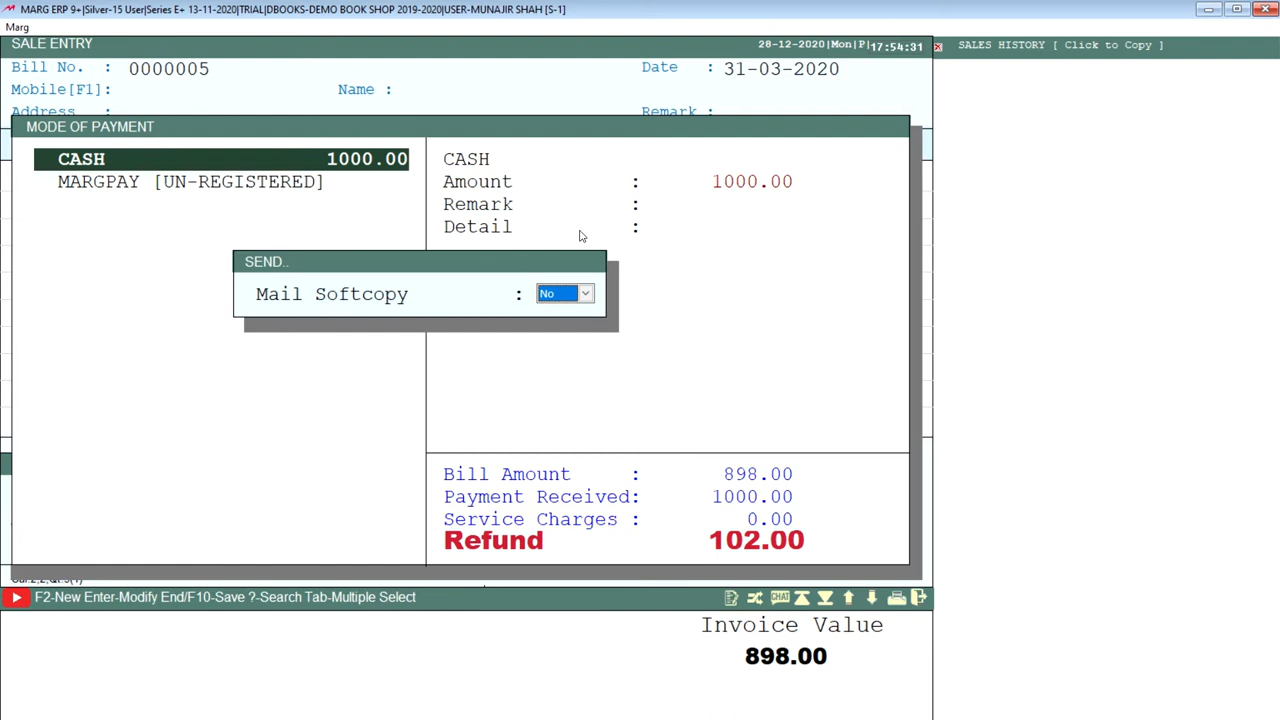 MARG ERP 9+|Silver-15 User|Series E+ 13-11-2020|TRIAL|DBOOKS-DEMO BOOK SHOP 2019-2020|USER-MUNAJIR SHAH [S-1]
Marg
SALE ENTRY 28-12-2020|Mon|P|17:54:31 SALES HISTORY [ Click to Copy ]
Bill No. : 0000005 Date : 31-03-2020
Mobile[F1]: Name :
Address : Remark :
MODE OF PAYMENT
CASH 1000.00 CASH
MARGPAY [UN-REGISTERED] Amount : 1000.00
Remark :
Detail :
SEND..
Mail Softcopy : No
Bill Amount : 898.00
Payment Received: 1000.00
Service Charges : 0.00
Refund 102.00
F2-New Enter-Modify End/F10-Save ?-Search Tab-Multiple Select CHAT
Invoice Value
898.00